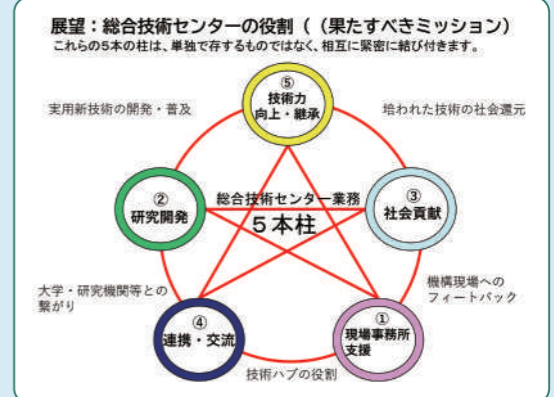 展望：総合技術センターの役割（（果たすべきミッション）
これらの5本の柱は、単独で存するものではなく、相互に緊密に結び付きます。
⑤
技術力
向上・継承
実用新技術の開発・普及
培われた技術の社会還元
②
研究開発
総合技術センター業務
5本柱
③
社会貢献
大学・研究機関等との
繋がり
機構現場への
フィートバック
④
連携・交流
①
現場事務所
支援
技術ハブの役割